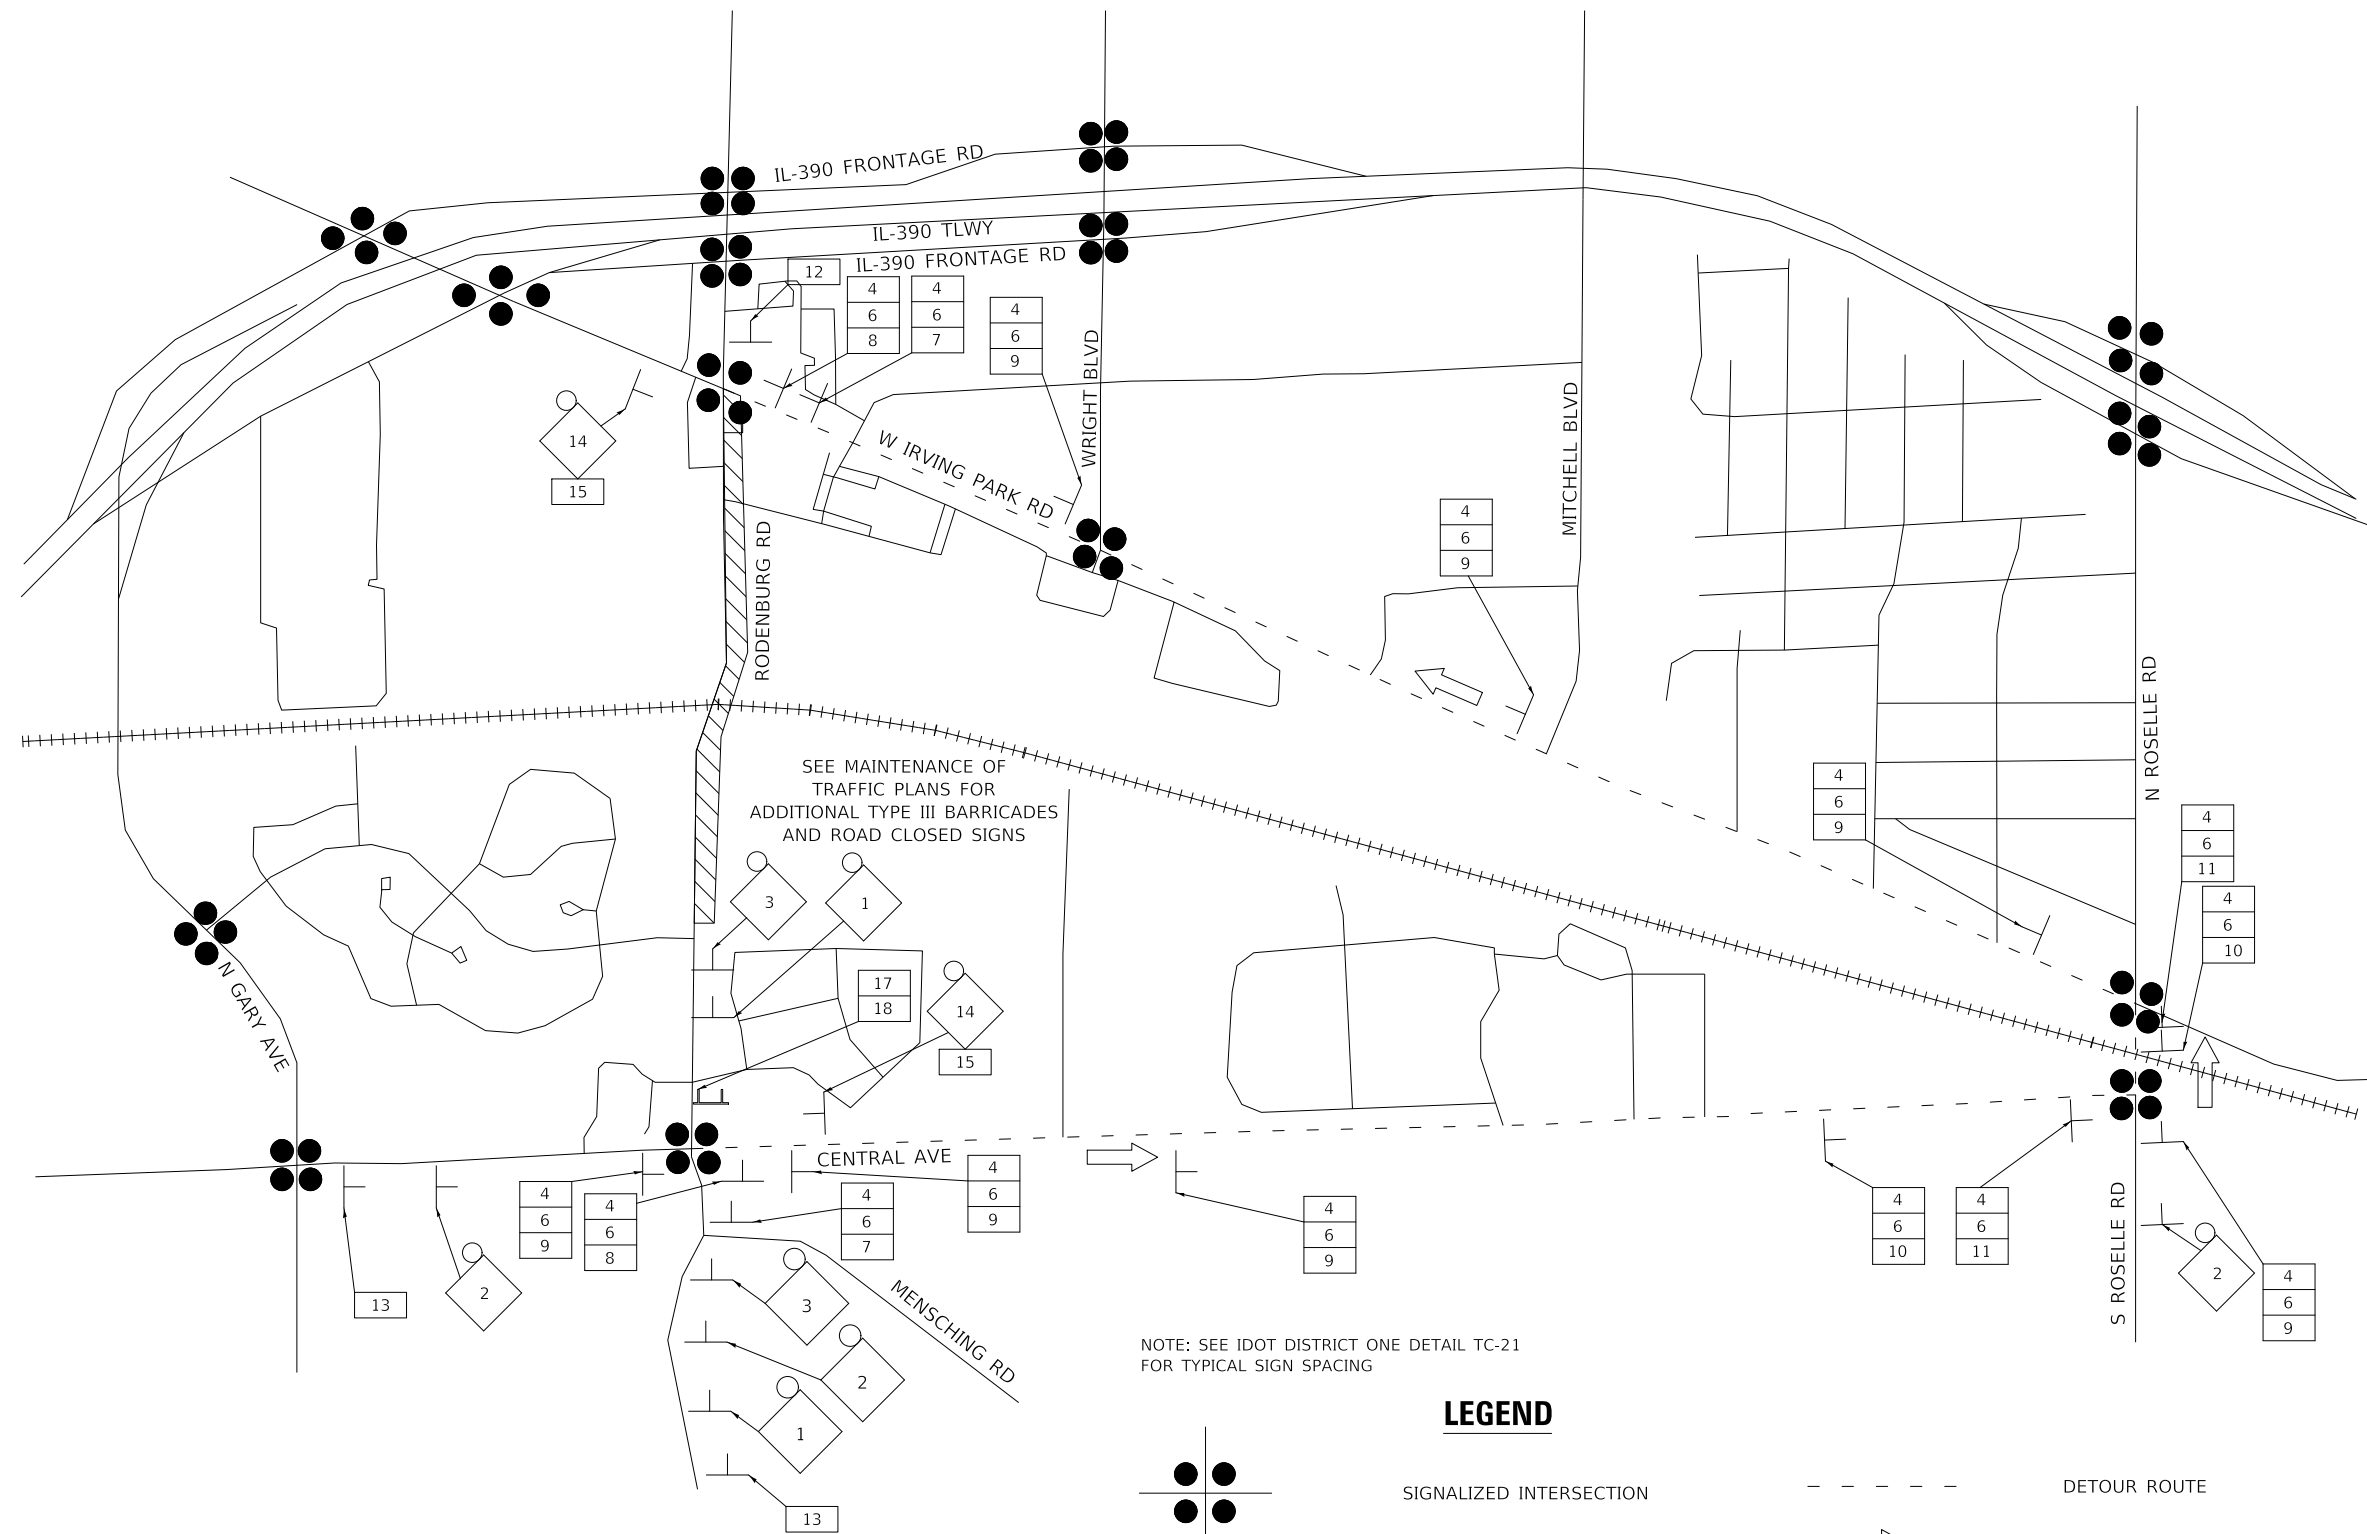 IL-390 FRONTAGE RD
IL-390 TLWY
IL-390 FRONTAGE RD
12
4
6
8
4
6
7
4
6
9
WRIGHT BLVD
MITCHELL BLVD
14
15
W IRVING PARK RD
RODENBURG RD
4
6
9
N ROSELLE RD
SEE MAINTENANCE OF
TRAFFIC PLANS FOR
ADDITIONAL TYPE III BARRICADES
AND ROAD CLOSED SIGNS
4
6
9
4
6
11
4
6
10
3
1
17
18
14
15
N GARY AVE
CENTRAL AVE
4
6
9
4
6
8
4
6
7
4
6
9
4
6
9
4
6
10
4
6
11
S ROSELLE RD
2
4
6
9
13
2
3
MENSCHING RD
2
1
13
NOTE: SEE IDOT DISTRICT ONE DETAIL TC-21
FOR TYPICAL SIGN SPACING
LEGEND
SIGNALIZED INTERSECTION
DETOUR ROUTE